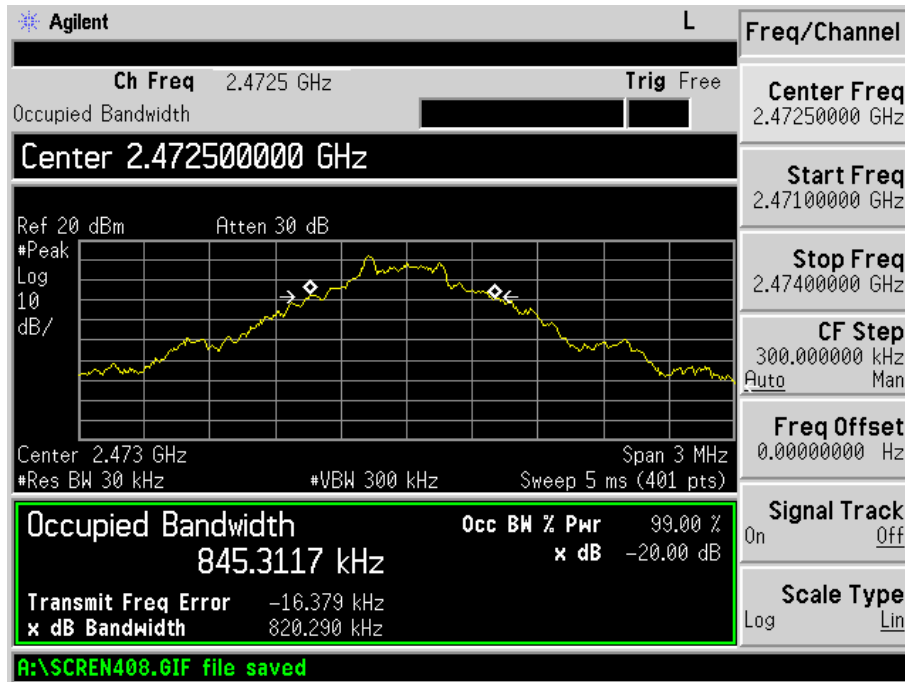 Agilent L
Ch Freq 2.4725 GHz Trig Free
Occupied Bandwidth
Center 2.472500000 GHz
Ref 20 dBm Atten 30 dB
#Peak
Log
10
dB/
Center 2.473 GHz Span 3 MHz
#Res BW 30 kHz #VBW 300 kHz Sweep 5 ms (401 pts)
Occupied Bandwidth
845.3117 kHz
Occ BW % Pwr 99.00 %
x dB -20.00 dB
Transmit Freq Error -16.379 kHz
x dB Bandwidth 820.290 kHz
A:\SCREN408.GIF file saved
Freq/Channel
Center Freq
2.47250000 GHz
Start Freq
2.47100000 GHz
Stop Freq
2.47400000 GHz
CF Step
300.000000 kHz
Auto Man
Freq Offset
0.00000000 Hz
Signal Track
On Off
Scale Type
Log Lin